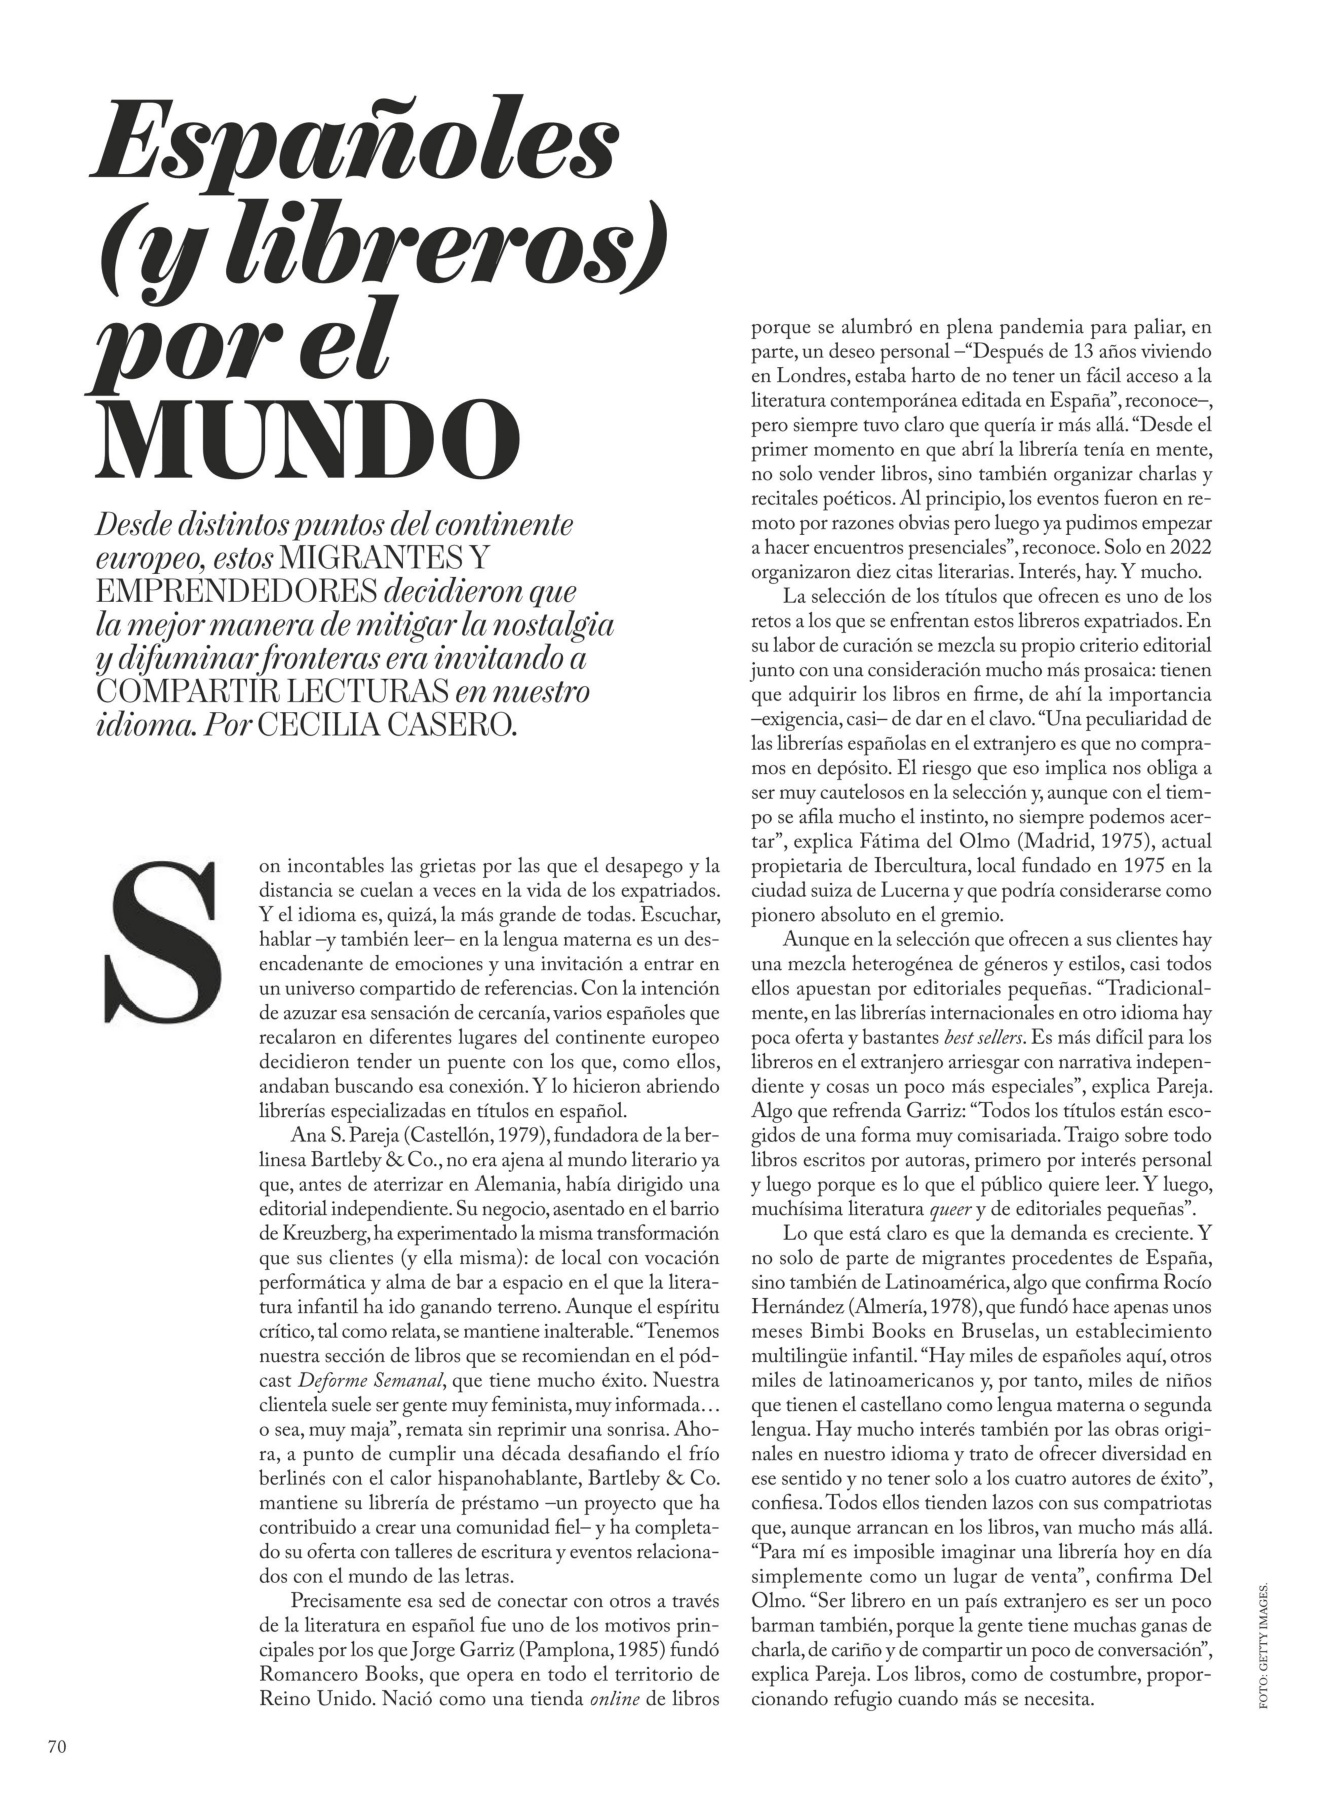 Españoles
(y libreros)
por el
MUNDO
Desde distintos puntos del continente
europeo, estos MIGRANTES Y
EMPRENDEDORES decidieron que
la mejor manera de mitigar la nostalgia
y difuminar fronteras era invitando a
COMPARTIR LECTURAS en nuestro
idioma. Por CECILIA CASERO.
Son incontables las grietas por las que el desapego y la
distancia se cuelan a veces en la vida de los expatriados.
Y el idioma es, quizá, la más grande de todas. Escuchar,
hablar –y también leer– en la lengua materna es un des-
encadenante de emociones y una invitación a entrar en
un universo compartido de referencias. Con la intención
de azuzar esa sensación de cercanía, varios españoles que
recalaron en diferentes lugares del continente europeo
decidieron tender un puente con los que, como ellos,
andaban buscando esa conexión. Y lo hicieron abriendo
librerías especializadas en títulos en español.
Ana S. Pareja (Castellón, 1979), fundadora de la ber-
linesa Bartleby & Co., no era ajena al mundo literario ya
que, antes de aterrizar en Alemania, había dirigido una
editorial independiente. Su negocio, asentado en el barrio
de Kreuzberg, ha experimentado la misma transformación
que sus clientes (y ella misma): de local con vocación
performática y alma de bar a espacio en el que la litera-
tura infantil ha ido ganando terreno. Aunque el espíritu
crítico, tal como relata, se mantiene inalterable. “Tenemos
nuestra sección de libros que se recomiendan en el pód-
cast Deforme Semanal, que tiene mucho éxito. Nuestra
clientela suele ser gente muy feminista, muy informada…
o sea, muy maja”, remata sin reprimir una sonrisa. Aho-
ra, a punto de cumplir una década desafiando el frío
berlinés con el calor hispanohablante, Bartleby & Co.
mantiene su librería de préstamo –un proyecto que ha
contribuido a crear una comunidad fiel– y ha completa-
do su oferta con talleres de escritura y eventos relaciona-
dos con el mundo de las letras.
Precisamente esa sed de conectar con otros a través
de la literatura en español fue uno de los motivos prin-
cipales por los que Jorge Garriz (Pamplona, 1985) fundó
Romancero Books, que opera en todo el territorio de
Reino Unido. Nació como una tienda online de libros
porque se alumbró en plena pandemia para paliar, en
parte, un deseo personal –“Después de 13 años viviendo
en Londres, estaba harto de no tener un fácil acceso a la
literatura contemporánea editada en España”, reconoce–,
pero siempre tuvo claro que quería ir más allá. “Desde el
primer momento en que abrí la librería tenía en mente,
no solo vender libros, sino también organizar charlas y
recitales poéticos. Al principio, los eventos fueron en re-
moto por razones obvias pero luego ya pudimos empezar
a hacer encuentros presenciales”, reconoce. Solo en 2022
organizaron diez citas literarias. Interés, hay. Y mucho.
La selección de los títulos que ofrecen es uno de los
retos a los que se enfrentan estos libreros expatriados. En
su labor de curación se mezcla su propio criterio editorial
junto con una consideración mucho más prosaica: tienen
que adquirir los libros en firme, de ahí la importancia
–exigencia, casi– de dar en el clavo. “Una peculiaridad de
las librerías españolas en el extranjero es que no compra-
mos en depósito. El riesgo que eso implica nos obliga a
ser muy cautelosos en la selección y, aunque con el tiem-
po se afila mucho el instinto, no siempre podemos acer-
tar”, explica Fátima del Olmo (Madrid, 1975), actual
propietaria de Ibercultura, local fundado en 1975 en la
ciudad suiza de Lucerna y que podría considerarse como
pionero absoluto en el gremio.
Aunque en la selección que ofrecen a sus clientes hay
una mezcla heterogénea de géneros y estilos, casi todos
ellos apuestan por editoriales pequeñas. “Tradicional-
mente, en las librerías internacionales en otro idioma hay
poca oferta y bastantes best sellers. Es más difícil para los
libreros en el extranjero arriesgar con narrativa indepen-
diente y cosas un poco más especiales”, explica Pareja.
Algo que refrenda Garriz: “Todos los títulos están esco-
gidos de una forma muy comisariada. Traigo sobre todo
libros escritos por autoras, primero por interés personal
y luego porque es lo que el público quiere leer. Y luego,
muchísima literatura queer y de editoriales pequeñas”.
Lo que está claro es que la demanda es creciente. Y
no solo de parte de migrantes procedentes de España,
sino también de Latinoamérica, algo que confirma Rocío
Hernández (Almería, 1978), que fundó hace apenas unos
meses Bimbi Books en Bruselas, un establecimiento
multilingüe infantil. “Hay miles de españoles aquí, otros
miles de latinoamericanos y, por tanto, miles de niños
que tienen el castellano como lengua materna o segunda
lengua. Hay mucho interés también por las obras origi-
nales en nuestro idioma y trato de ofrecer diversidad en
ese sentido y no tener solo a los cuatro autores de éxito”,
confiesa. Todos ellos tienden lazos con sus compatriotas
que, aunque arrancan en los libros, van mucho más allá.
“Para mí es imposible imaginar una librería hoy en día
simplemente como un lugar de venta”, confirma Del
Olmo. “Ser librero en un país extranjero es ser un poco
barman también, porque la gente tiene muchas ganas de
charla, de cariño y de compartir un poco de conversación”,
explica Pareja. Los libros, como de costumbre, propor-
cionando refugio cuando más se necesita.
FOTO: GETTY IMAGES.
70